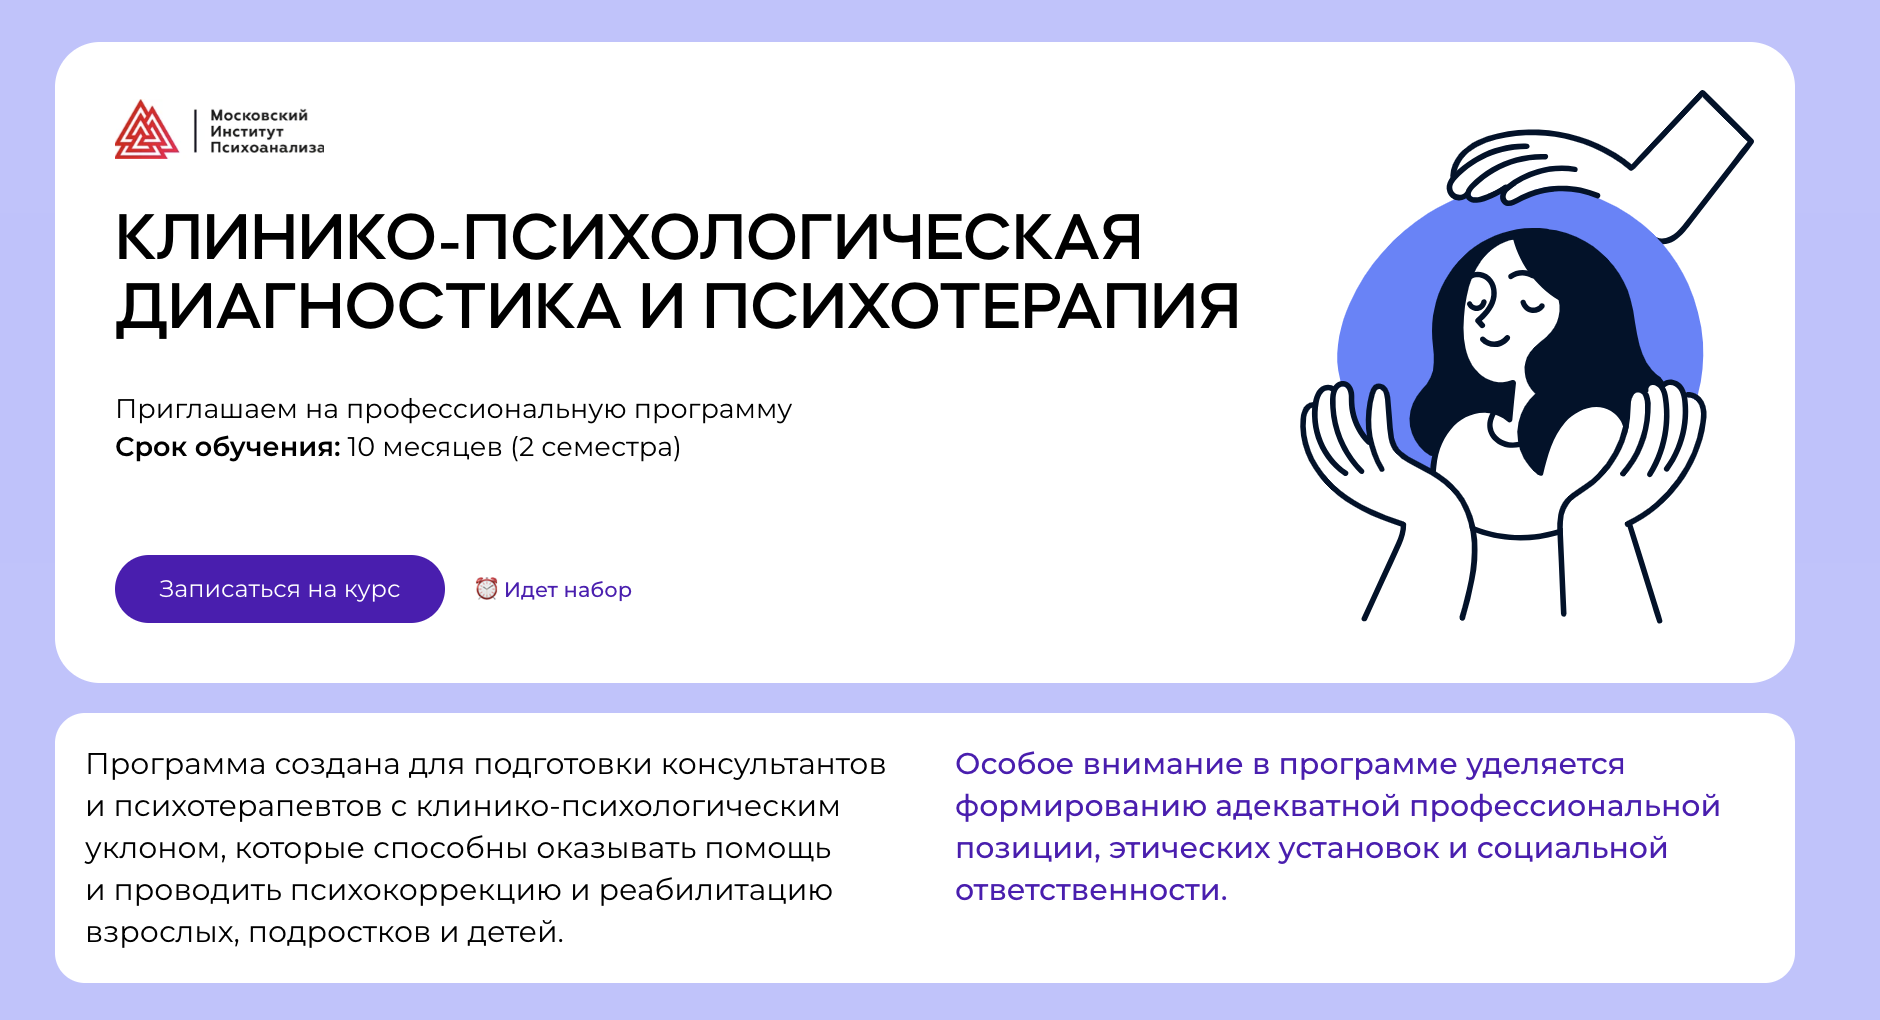 Московский
Институт
Психоанализа
КЛИНИКО-ПСИХОЛОГИЧЕСКАЯ
ДИАГНОСТИКА И ПСИХОТЕРАПИЯ
Приглашаем на профессиональную программу
Срок обучения: 10 месяцев (2 семестра)
Записаться на курс
⏰ Идет набор
Программа создана для подготовки консультантов
и психотерапевтов с клинико-психологическим
уклоном, которые способны оказывать помощь
и проводить психокоррекцию и реабилитацию
взрослых, подростков и детей.
Особое внимание в программе уделяется
формированию адекватной профессиональной
позиции, этических установок и социальной
ответственности.